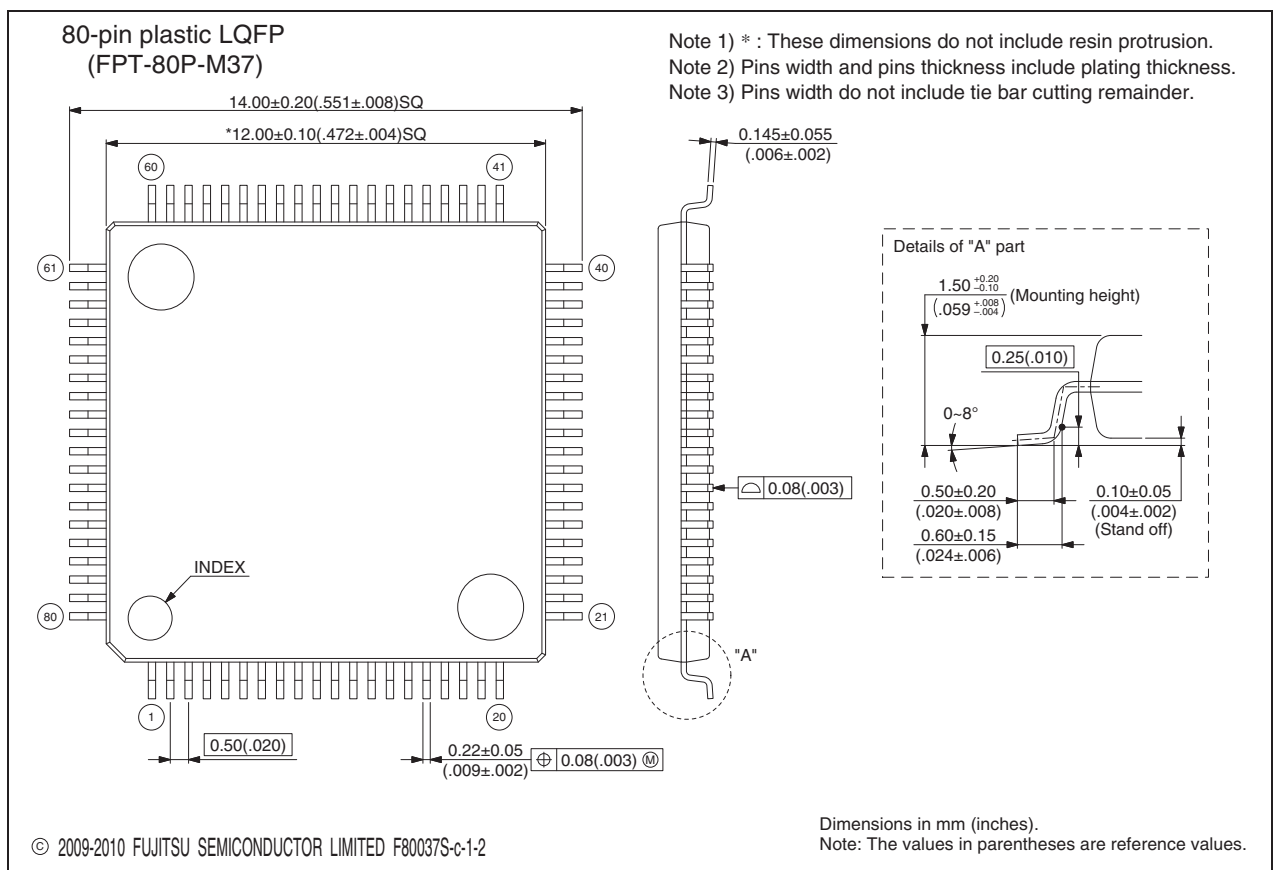 80-pin plastic LQFP
(FPT-80P-M37)
Note 1) * : These dimensions do not include resin protrusion.
Note 2) Pins width and pins thickness include plating thickness.
Note 3) Pins width do not include tie bar cutting remainder.
14.00±0.20(.551±.008)SQ
*12.00±0.10(.472±.004)SQ
0.145±0.055
(.006±.002)
60
41
61
40
Details of "A" part
1.50 +0.20 –0.10 (Mounting height)
(.059 +.008 –.004)
0.25(.010)
0~8°
0.08(.003)
0.50±0.20
(.020±.008)
0.60±0.15
(.024±.006)
0.10±0.05
(.004±.002)
(Stand off)
INDEX
80
21
"A"
1
20
0.50(.020)
0.22±0.05
(.009±.002)
⌖ 0.08(.003) Ⓜ
© 2009-2010 FUJITSU SEMICONDUCTOR LIMITED F80037S-c-1-2
Dimensions in mm (inches).
Note: The values in parentheses are reference values.